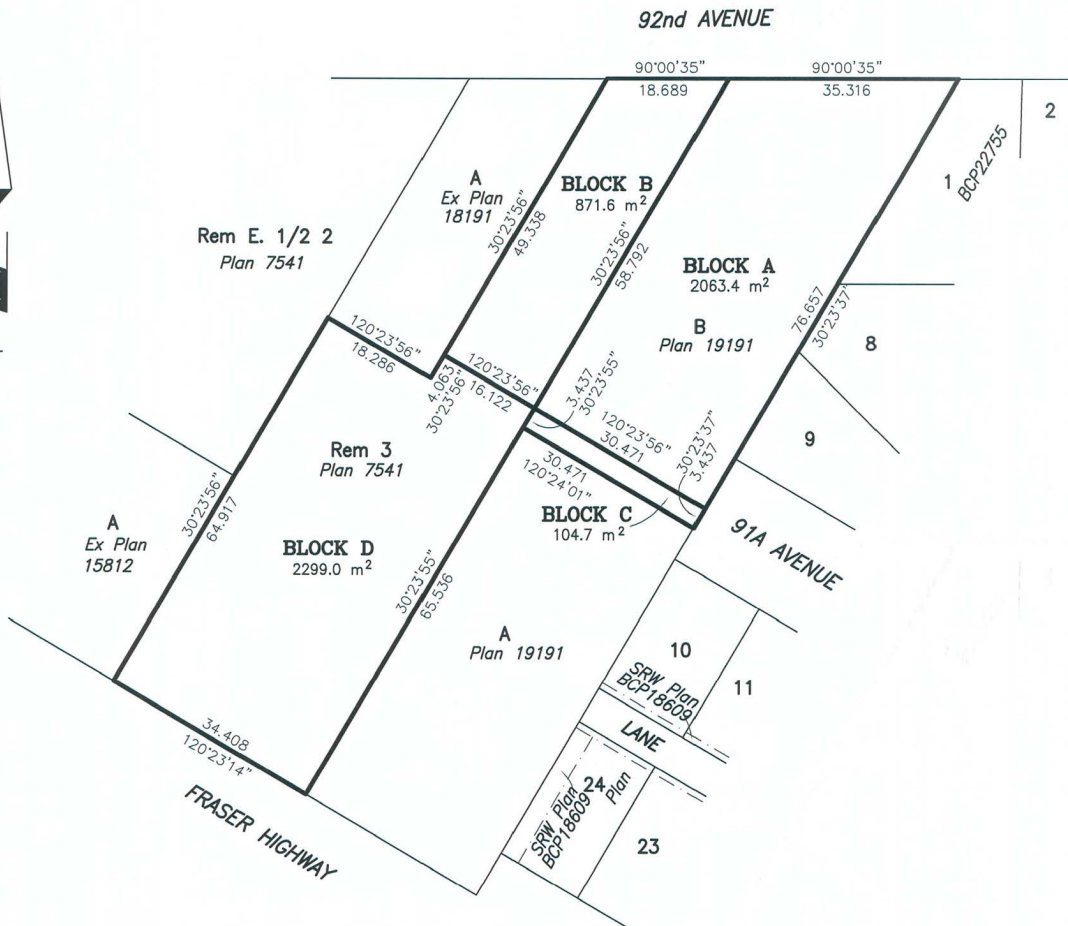 92nd AVENUE
90°00'35"
18.689
90°00'35"
35.316
2
1
BCP22755
A
Ex Plan
18191
BLOCK B
871.6 m²
30°23'56"
49.338
30°23'56"
58.792
Rem E. 1/2 2
Plan 7541
BLOCK A
2063.4 m²
B
Plan 19191
76.657
30°23'37"
8
120°23'56"
18.286
4.063
30°23'56"
120°23'56"
16.122
3.437
30°23'55"
120°23'56"
30.471
30°23'37"
3.437
9
Rem 3
Plan 7541
30.471
120°24'01"
BLOCK C
104.7 m²
91A AVENUE
A
Ex Plan
15812
30°23'56"
64.917
BLOCK D
2299.0 m²
30°23'55"
65.536
A
Plan 19191
10
SRW Plan
BCP18609
11
LANE
34.408
120°23'14"
FRASER HIGHWAY
24
Plan
SRW Plan
BCP18609
23